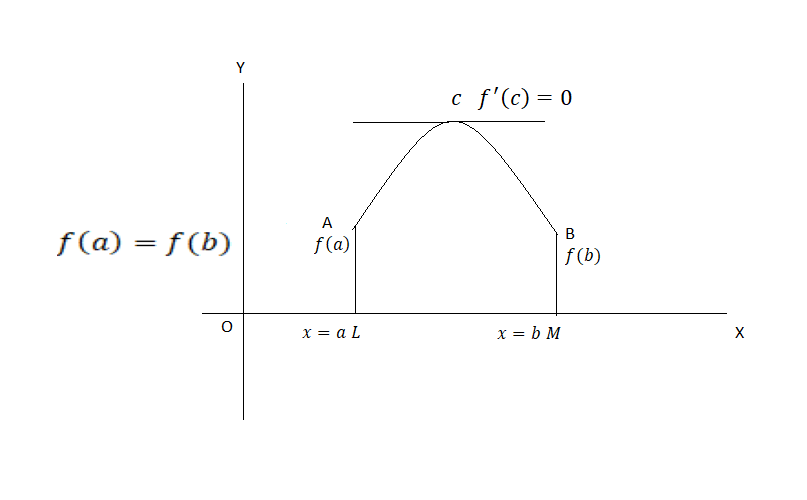 Y
c f′(c) = 0
A
f(a)
f(a) = f(b)
B
f(b)
O
x = a L
x = b M
X